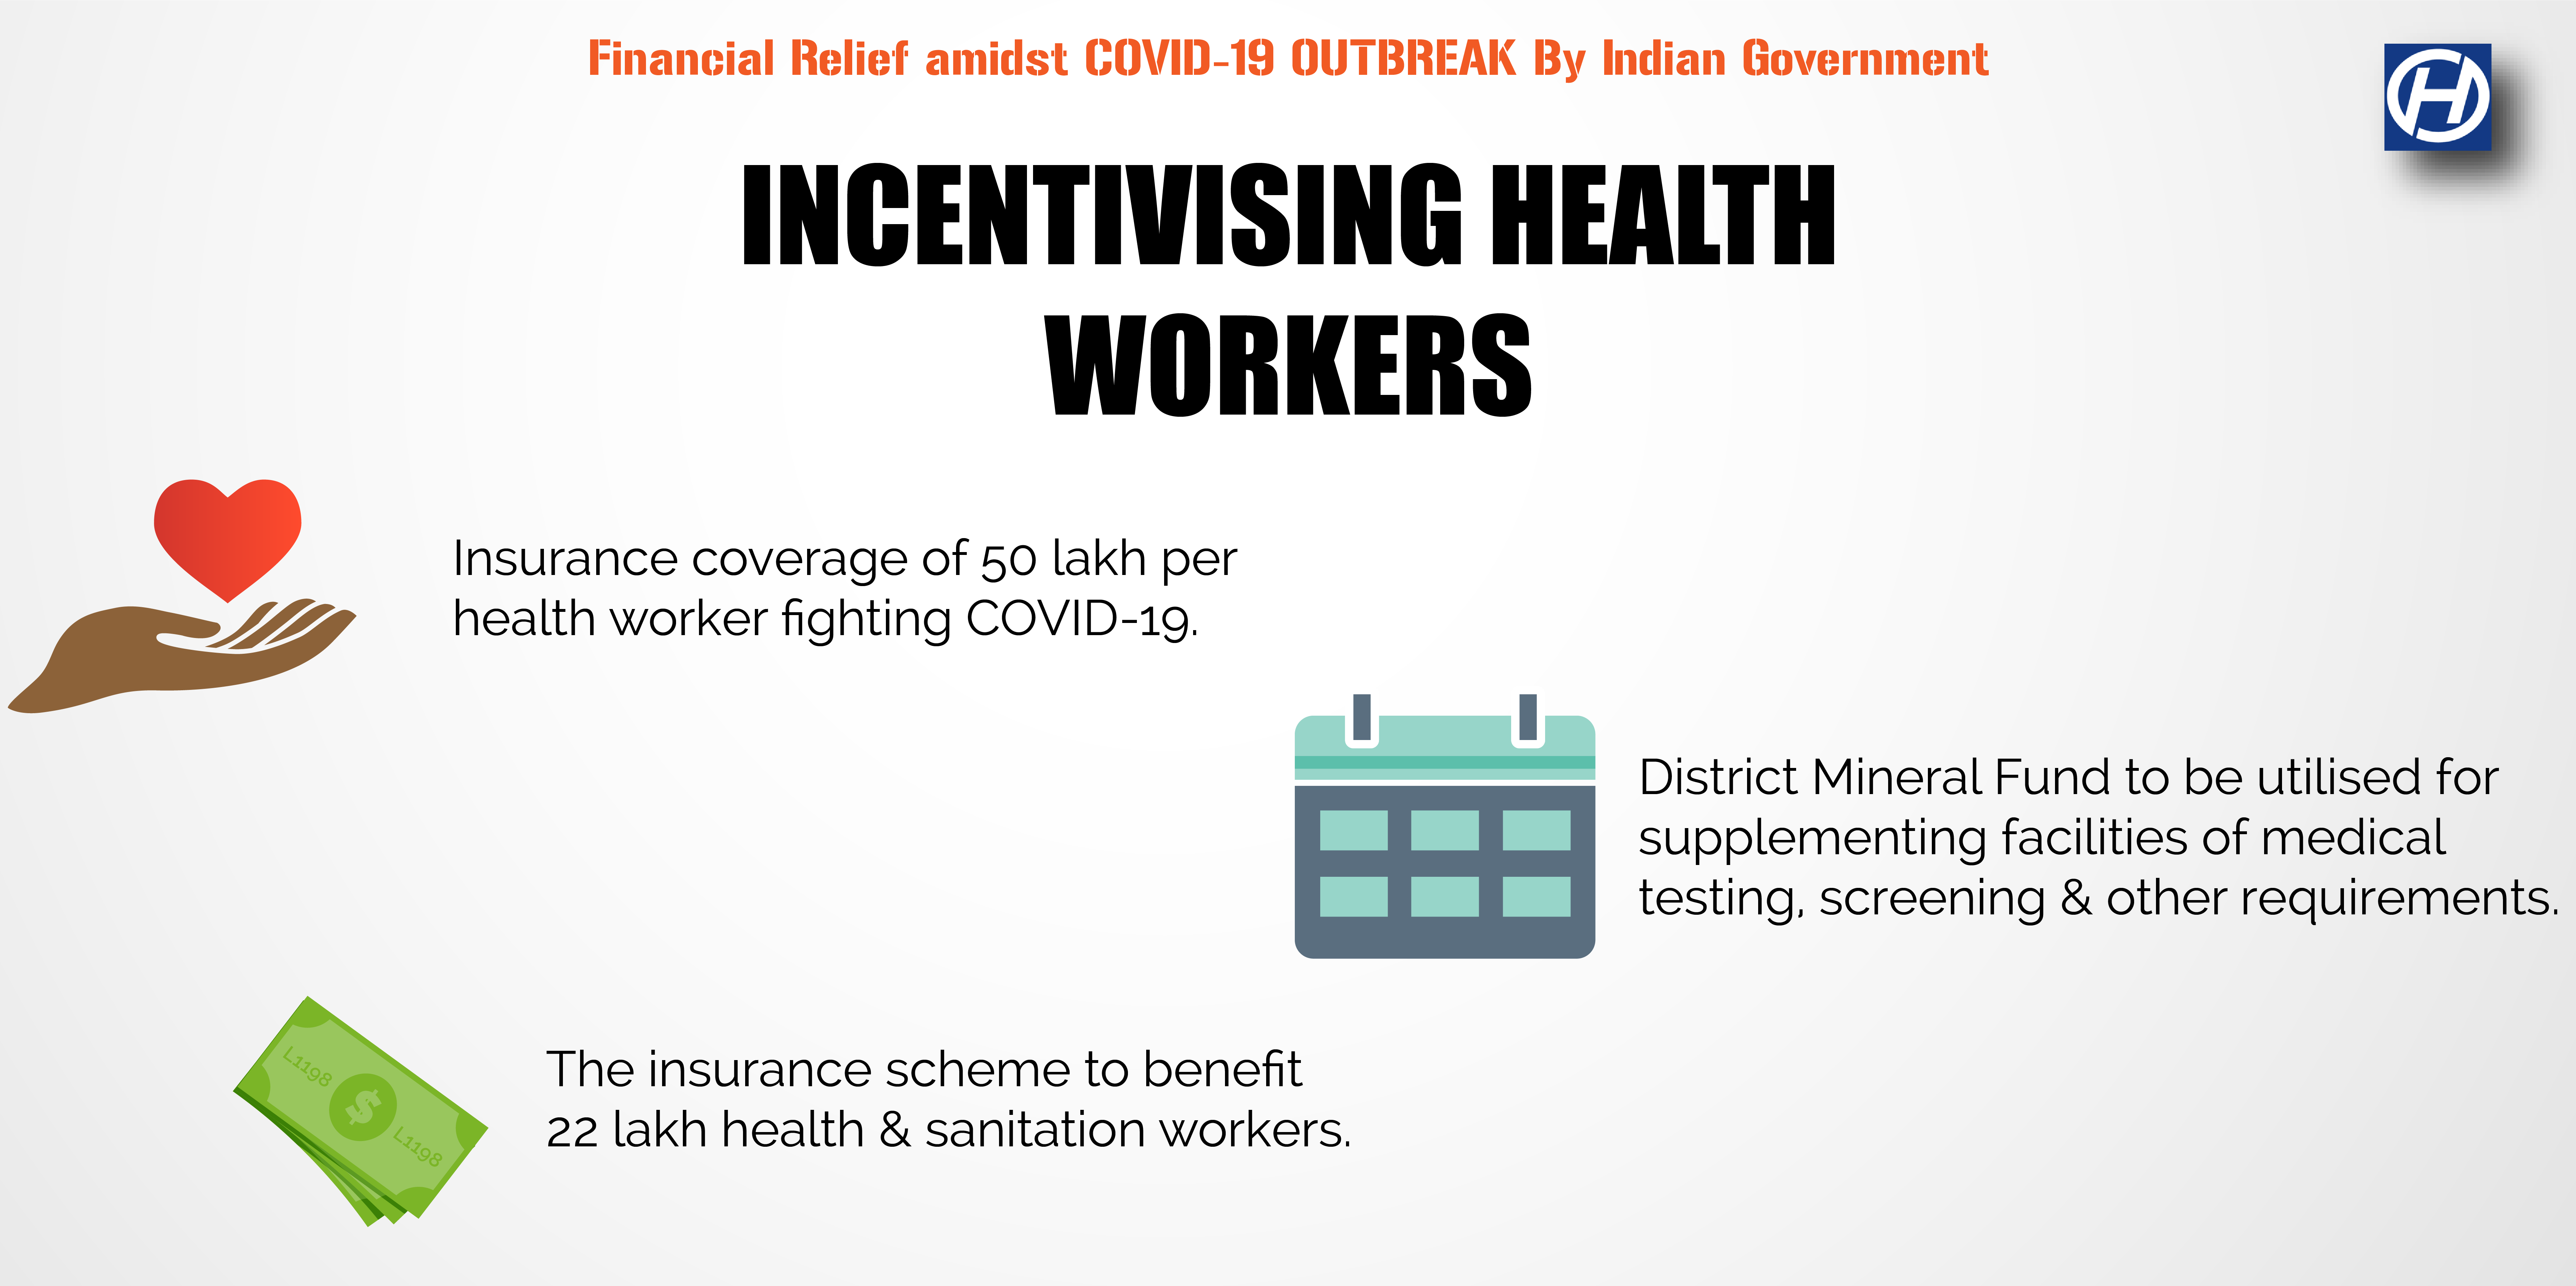 Financial Relief amidst COVID-19 OUTBREAK By Indian Government
H
INCENTIVISING HEALTH
WORKERS
Insurance coverage of 50 lakh per
health worker fighting COVID-19.
District Mineral Fund to be utilised for
supplementing facilities of medical
testing, screening & other requirements.
The insurance scheme to benefit
22 lakh health & sanitation workers.
L1198
$
L1198